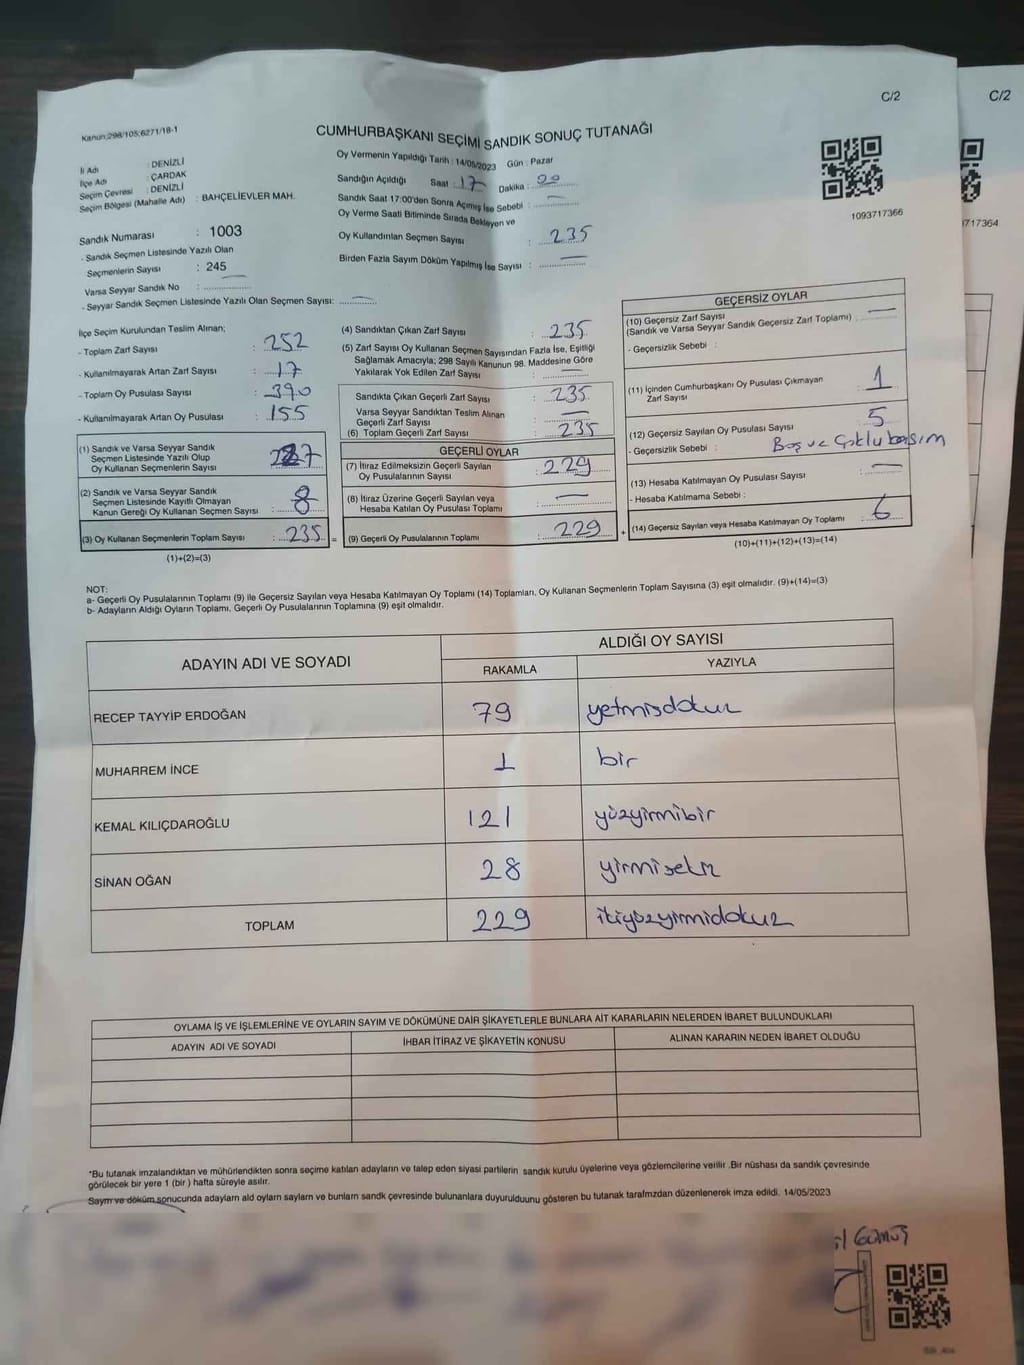 C/2
C/2
Kanun;298/105;6271/18-1
CUMHURBAŞKANI SEÇİMİ SANDIK SONUÇ TUTANAĞI
İl Adı : DENİZLİ
İlçe Adı : ÇARDAK
Seçim Çevresi : DENİZLİ
Seçim Bölgesi (Mahalle Adı) : BAHÇELİEVLER MAH.
Oy Vermenin Yapıldığı Tarih : 14/05/2023 Gün : Pazar
Sandığın Açıldığı Saat : 17 Dakika : 20
Sandık Saat 17:00'den Sonra Açılmış İse Sebebi : —
Oy Verme Saati Bitiminde Sırada Bekleyen ve
Oy Kullandırılan Seçmen Sayısı : 235
Birden Fazla Sayım Döküm Yapılmış İse Sayısı : —
1093717366
717364
Sandık Numarası : 1003
- Sandık Seçmen Listesinde Yazılı Olan
Seçmenlerin Sayısı : 245
Varsa Seyyar Sandık No : —
- Seyyar Sandık Seçmen Listesinde Yazılı Olan Seçmen Sayısı: —
İlçe Seçim Kurulundan Teslim Alınan;
- Toplam Zarf Sayısı : 252
- Kullanılmayarak Artan Zarf Sayısı : 17
- Toplam Oy Pusulası Sayısı : 390
- Kullanılmayarak Artan Oy Pusulası : 155
(1) Sandık ve Varsa Seyyar Sandık
Seçmen Listesinde Yazılı Olup
Oy Kullanan Seçmenlerin Sayısı : 227
(2) Sandık ve Varsa Seyyar Sandık
Seçmen Listesinde Kayıtlı Olmayan
Kanun Gereği Oy Kullanan Seçmen Sayısı : 8
(3) Oy Kullanan Seçmenlerin Toplam Sayısı : 235 =
(1)+(2)=(3)
(4) Sandıktan Çıkan Zarf Sayısı : 235
(5) Zarf Sayısı Oy Kullanan Seçmen Sayısından Fazla İse, Eşitliği
Sağlamak Amacıyla; 298 Sayılı Kanunun 98. Maddesine Göre
Yakılarak Yok Edilen Zarf Sayısı : —
Sandıkta Çıkan Geçerli Zarf Sayısı : 235
Varsa Seyyar Sandıktan Teslim Alınan
Geçerli Zarf Sayısı : —
(6) Toplam Geçerli Zarf Sayısı : 235
GEÇERLİ OYLAR
(7) İtiraz Edilmeksizin Geçerli Sayılan
Oy Pusulasının Sayısı : 229
(8) İtiraz Üzerine Geçerli Sayılan veya
Hesaba Katılan Oy Pusulası Toplamı : —
(9) Geçerli Oy Pusulalarının Toplamı : 229 +
GEÇERSİZ OYLAR
(10) Geçersiz Zarf Sayısı
(Sandık ve Varsa Seyyar Sandık Geçersiz Zarf Toplamı) : —
- Geçersizlik Sebebi :
(11) İçinden Cumhurbaşkanı Oy Pusulası Çıkmayan
Zarf Sayısı : 1
(12) Geçersiz Sayılan Oy Pusulası Sayısı : 5
- Geçersizlik Sebebi : Boş ve Çoklu basım
(13) Hesaba Katılmayan Oy Pusulası Sayısı : —
- Hesaba Katılmama Sebebi :
(14) Geçersiz Sayılan veya Hesaba Katılmayan Oy Toplamı : 6
(10)+(11)+(12)+(13)=(14)
NOT:
a- Geçerli Oy Pusulalarının Toplamı (9) ile Geçersiz Sayılan veya Hesaba Katılmayan Oy Toplamı (14) Toplamları, Oy Kullanan Seçmenlerin Toplam Sayısına (3) eşit olmalıdır. (9)+(14)=(3)
b- Adayların Aldığı Oyların Toplamı, Geçerli Oy Pusulalarının Toplamına (9) eşit olmalıdır.
ADAYIN ADI VE SOYADI
ALDIĞI OY SAYISI
RAKAMLA YAZIYLA
RECEP TAYYİP ERDOĞAN 79 yetmişdokuz
MUHARREM İNCE 1 bir
KEMAL KILIÇDAROĞLU 121 yüzyirmibir
SİNAN OĞAN 28 yirmisekiz
TOPLAM 229 ikiyüzyirmidokuz
OYLAMA İŞ VE İŞLEMLERİNE VE OYLARIN SAYIM VE DÖKÜMÜNE DAİR ŞİKAYETLERLE BUNLARA AİT KARARLARIN NELERDEN İBARET BULUNDUKLARI
ADAYIN ADI VE SOYADI İHBAR İTİRAZ VE ŞİKAYETİN KONUSU ALINAN KARARIN NEDEN İBARET OLDUĞU
*Bu tutanak imzalandıktan ve mühürlendikten sonra seçime katılan adayların ve talep eden siyasi partilerin sandık kurulu üyelerine veya gözlemcilerine verilir .Bir nüshası da sandık çevresinde
görülecek bir yere 1 (bir ) hafta süreyle asılır.
Sayım ve döküm sonucunda adayların ald oyların sayların ve bunların sandk çevresinde bulunanlara duyurulduunu gösteren bu tutanak tarafmzdan düzenlenerek imza edildi. 14/05/2023
Gümüş